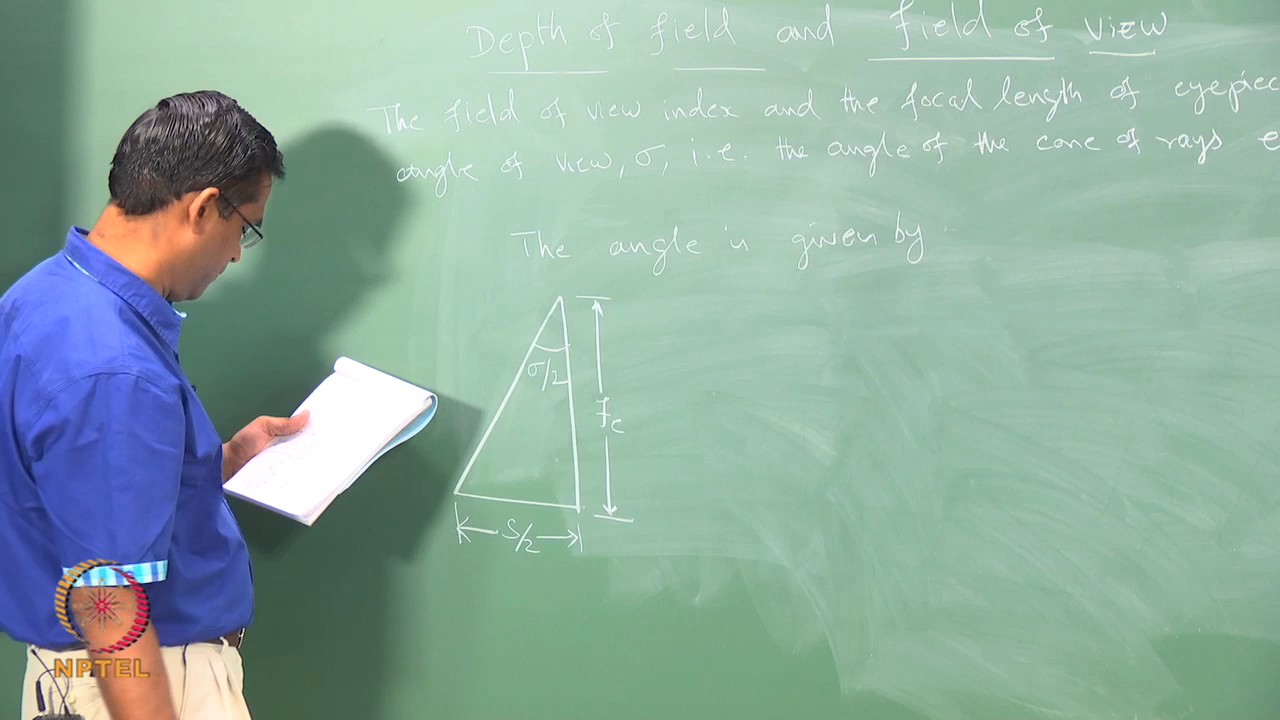 Depth of field and field of view
The field of view index and the focal length of eyepiec
angle of view, σ, i.e. the angle of the cone of rays e
The angle is given by
σ/2
fe
S/2
NPTEL